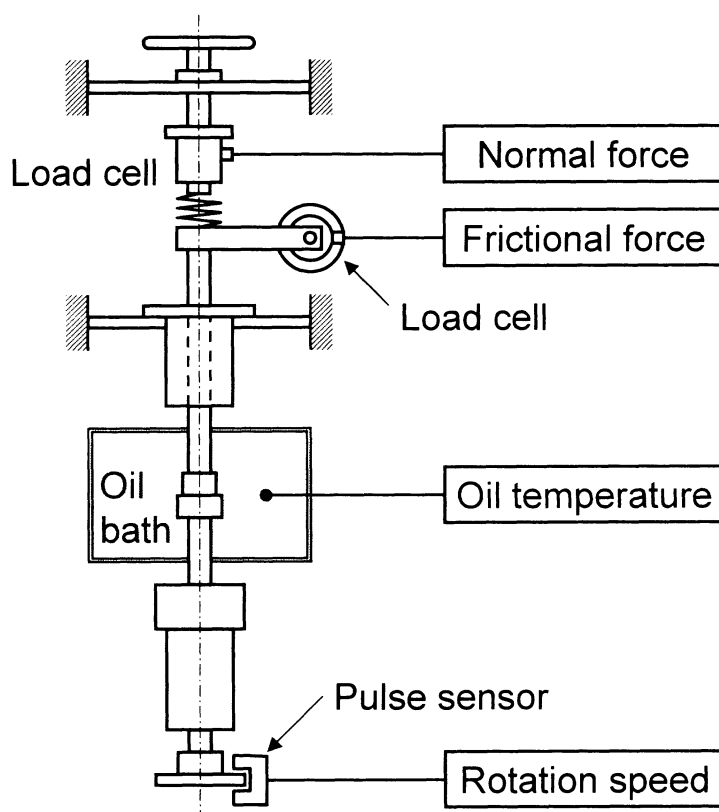 Normal force
Load cell
Frictional force
Load cell
Oil
bath
Oil temperature
Pulse sensor
Rotation speed